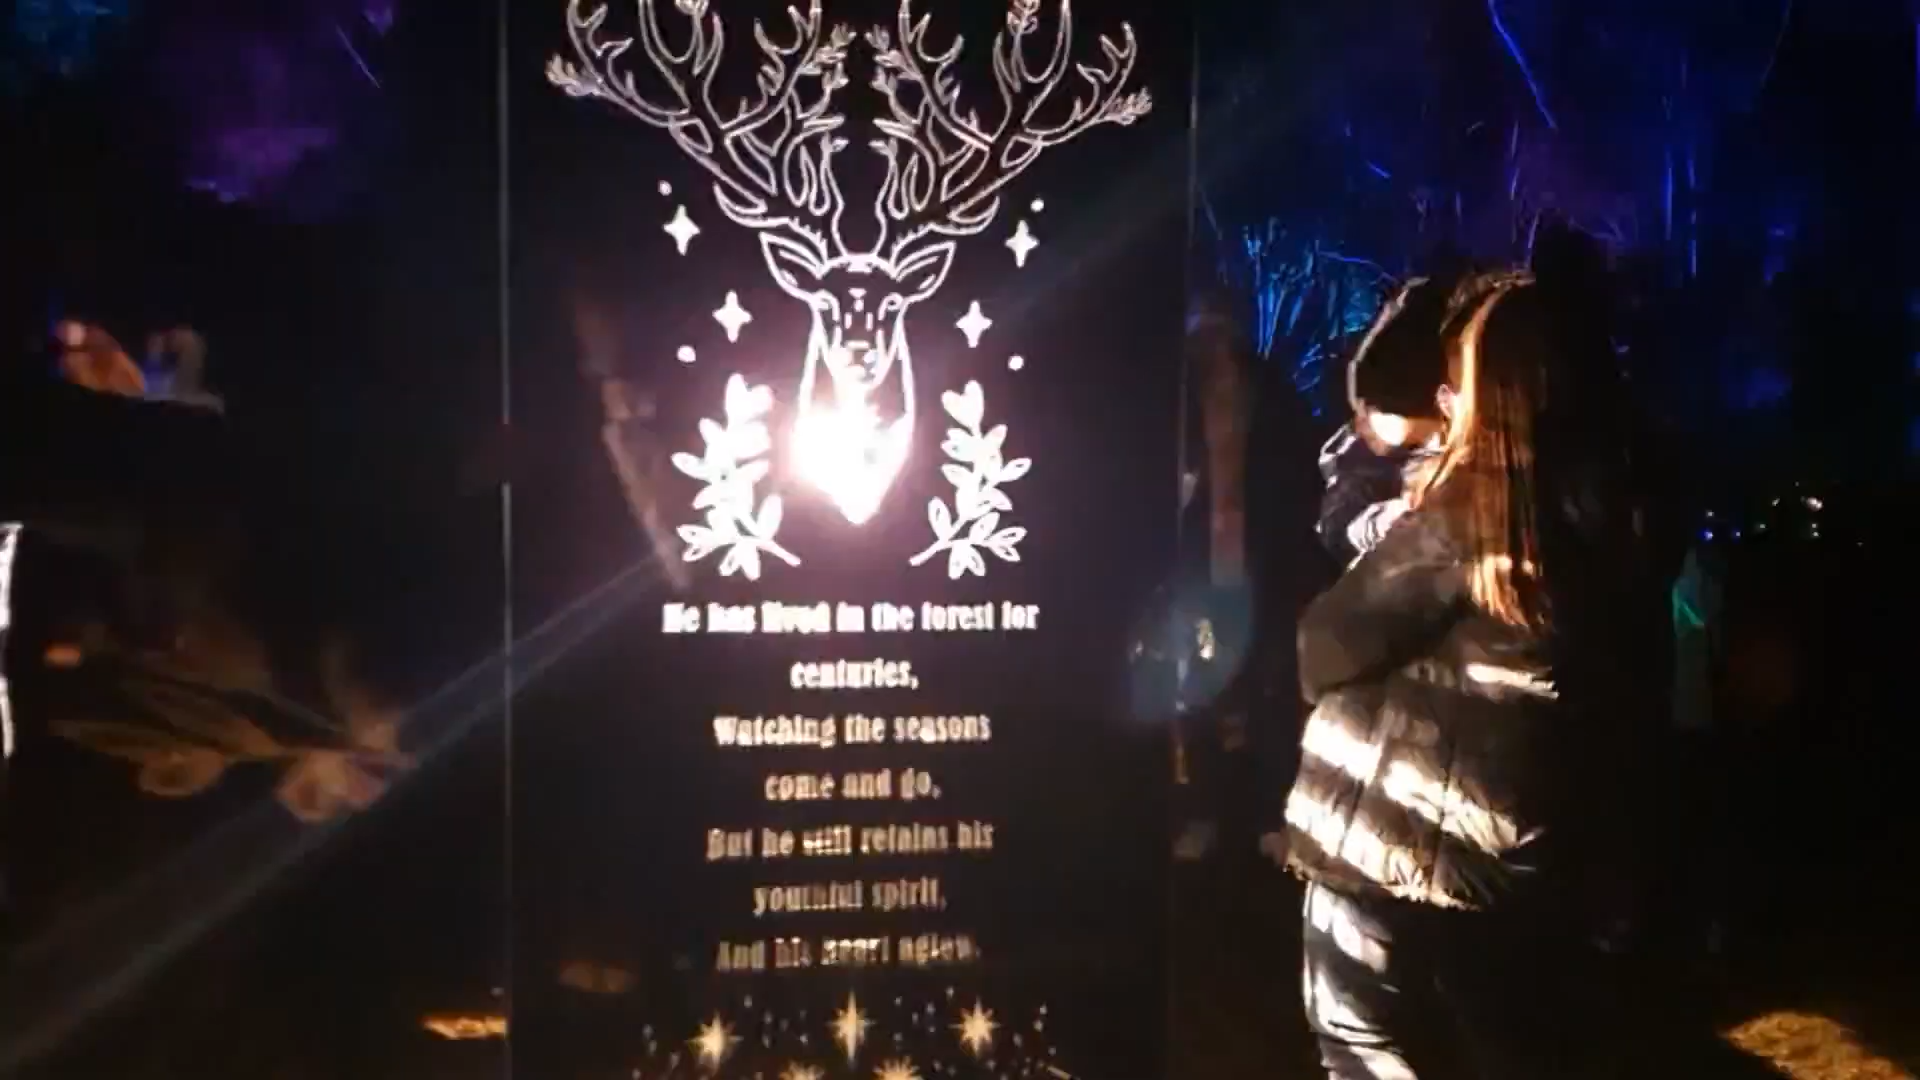 He has lived in the forest for
centuries,
Watching the seasons
come and go,
But he still retains his
youthful spirit,
And his heart aglow.